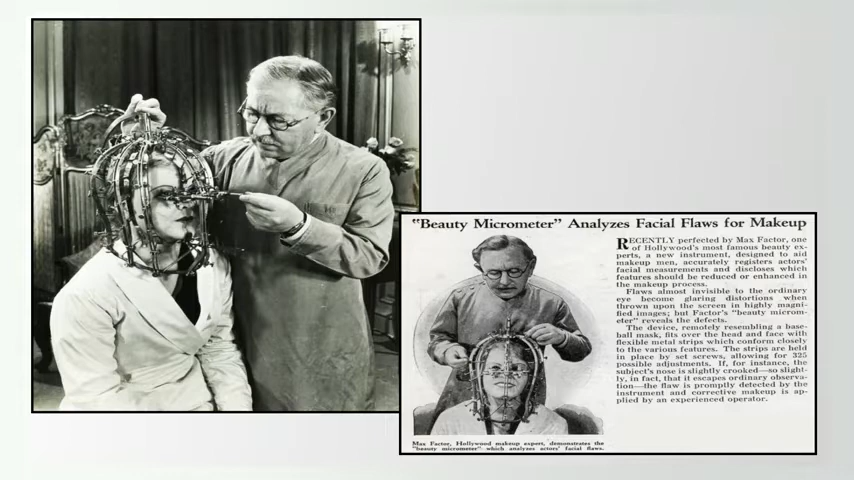 "Beauty Micrometer" Analyzes Facial Flaws for Makeup
RECENTLY perfected by Max Factor, one
of Hollywood's most famous beauty ex-
perts, a new instrument, designed to aid
makeup men, accurately registers actors'
facial measurements and discloses which
features should be reduced or enhanced in
the makeup process.
Flaws almost invisible to the ordinary
eye become glaring distortions when
thrown upon the screen in highly magni-
fied images; but Factor's "beauty microm-
eter" reveals the defects.
The device, remotely resembling a base-
ball mask, fits over the head and face with
flexible metal strips which conform closely
to the various features. The strips are held
in place by set screws, allowing for 325
possible adjustments. If, for instance, the
subject's nose is slightly crooked—so slight-
ly, in fact, that it escapes ordinary observa-
tion—the flaw is promptly detected by the
instrument and corrective makeup is ap-
plied by an experienced operator.
Max Factor, Hollywood makeup expert, demonstrates the
"beauty micrometer" which analyzes actors' facial flaws.